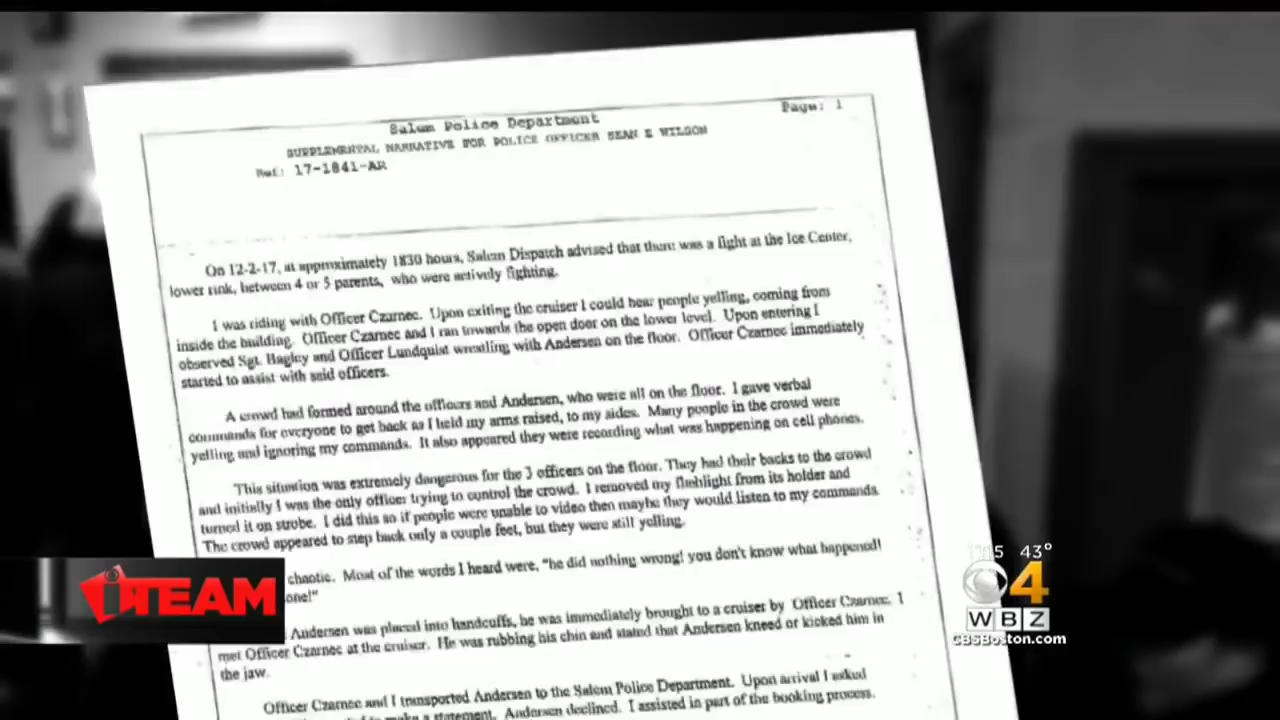 Page: 1
Salem Police Department
SUPPLEMENTAL NARRATIVE FOR POLICE OFFICER SEAN E WILSON
Ref: 17-1841-AR
On 12-2-17, at approximately 1830 hours, Salem Dispatch advised that there was a fight at the Ice Center,
lower rink, between 4 or 5 parents, who were actively fighting.
I was riding with Officer Czarnec. Upon exiting the cruiser I could hear people yelling, coming from
inside the building. Officer Czarnec and I ran towards the open door on the lower level. Upon entering I
observed Sgt. Hagley and Officer Lundquist wrestling with Andersen on the floor. Officer Czarnec immediately
started to assist with said officers.
A crowd had formed around the officers and Andersen, who were all on the floor. I gave verbal
commands for everyone to get back as I held my arms raised, to my sides. Many people in the crowd were
yelling and ignoring my commands. It also appeared they were recording what was happening on cell phones.
This situation was extremely dangerous for the 3 officers on the floor. They had their backs to the crowd
and initially I was the only officer trying to control the crowd. I removed my flashlight from its holder and
turned it on strobe. I did this so if people were unable to video then maybe they would listen to my commands.
The crowd appeared to step back only a couple feet, but they were still yelling.
chaotic. Most of the words I heard were, "he did nothing wrong! you don't know what happened!
one!"
Andersen was placed into handcuffs, he was immediately brought to a cruiser by Officer Czarnec. I
met Officer Czarnec at the cruiser. He was rubbing his chin and stated that Andersen kneed or kicked him in
the jaw.
Officer Czarnec and I transported Andersen to the Salem Police Department. Upon arrival I asked
to make a statement, Andersen declined. I assisted in part of the booking process.
iTEAM
43°
4
WBZ
CBSBoston.com